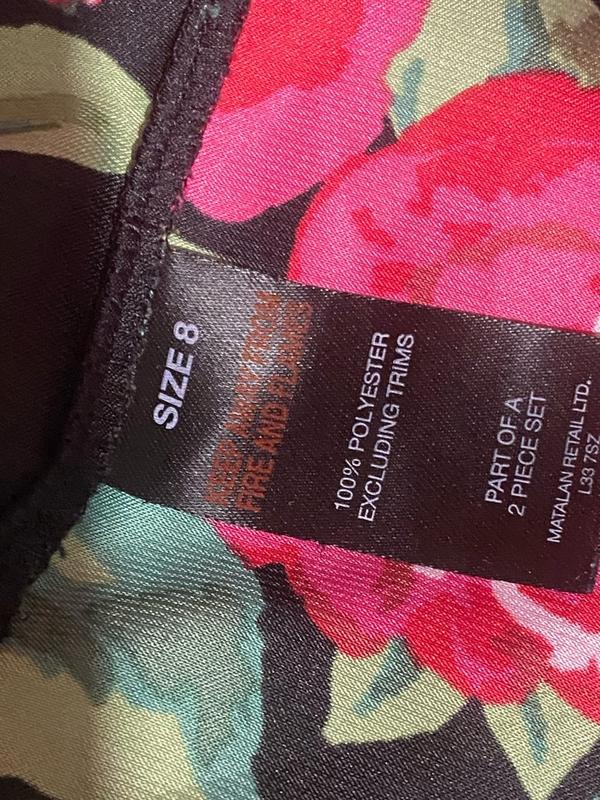 SIZE 8
KEEP AWAY FROM
FIRE AND FLAMES
100% POLYESTER
EXCLUDING TRIMS
PART OF A
2 PIECE SET
MATALAN RETAIL LTD.
L33 7SZ